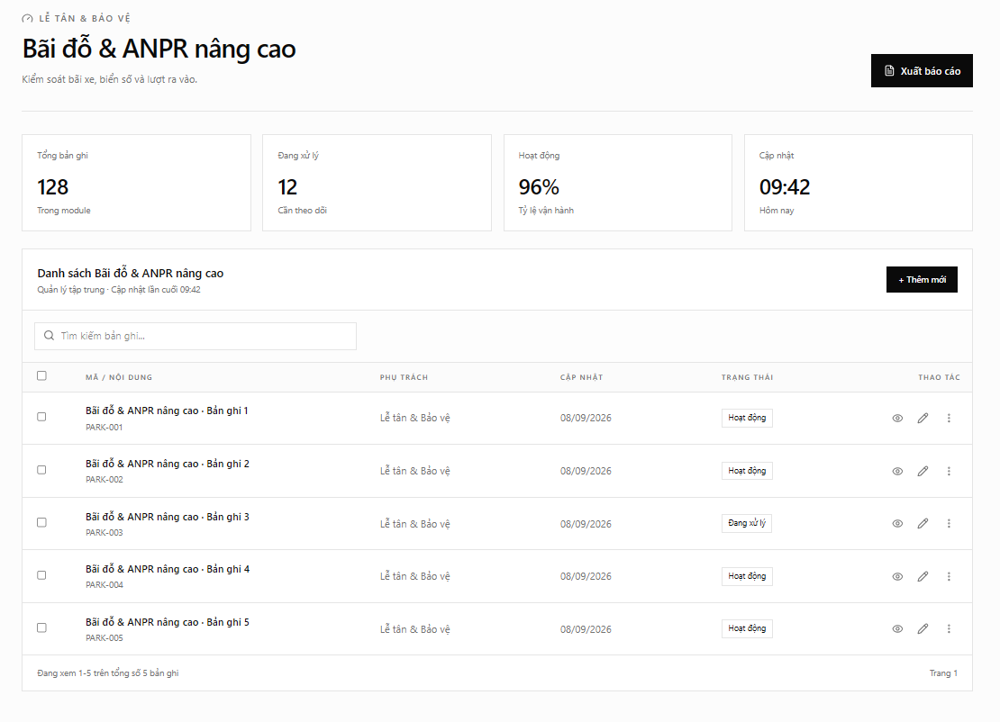 LỄ TÂN & BẢO VỆ
Bãi đỗ & ANPR nâng cao
Kiểm soát bãi xe, biển số và lượt ra vào.
Xuất báo cáo
Tổng bản ghi
128
Trong module
Đang xử lý
12
Cần theo dõi
Hoạt động
96%
Tỷ lệ vận hành
Cập nhật
09:42
Hôm nay
Danh sách Bãi đỗ & ANPR nâng cao
Quản lý tập trung · Cập nhật lần cuối 09:42
+ Thêm mới
Tìm kiếm bản ghi...
MÃ / NỘI DUNG PHỤ TRÁCH CẬP NHẬT TRẠNG THÁI THAO TÁC
Bãi đỗ & ANPR nâng cao · Bản ghi 1
PARK-001
Lễ tân & Bảo vệ 08/09/2026 Hoạt động
Bãi đỗ & ANPR nâng cao · Bản ghi 2
PARK-002
Lễ tân & Bảo vệ 08/09/2026 Hoạt động
Bãi đỗ & ANPR nâng cao · Bản ghi 3
PARK-003
Lễ tân & Bảo vệ 08/09/2026 Đang xử lý
Bãi đỗ & ANPR nâng cao · Bản ghi 4
PARK-004
Lễ tân & Bảo vệ 08/09/2026 Hoạt động
Bãi đỗ & ANPR nâng cao · Bản ghi 5
PARK-005
Lễ tân & Bảo vệ 08/09/2026 Hoạt động
Đang xem 1-5 trên tổng số 5 bản ghi
Trang 1